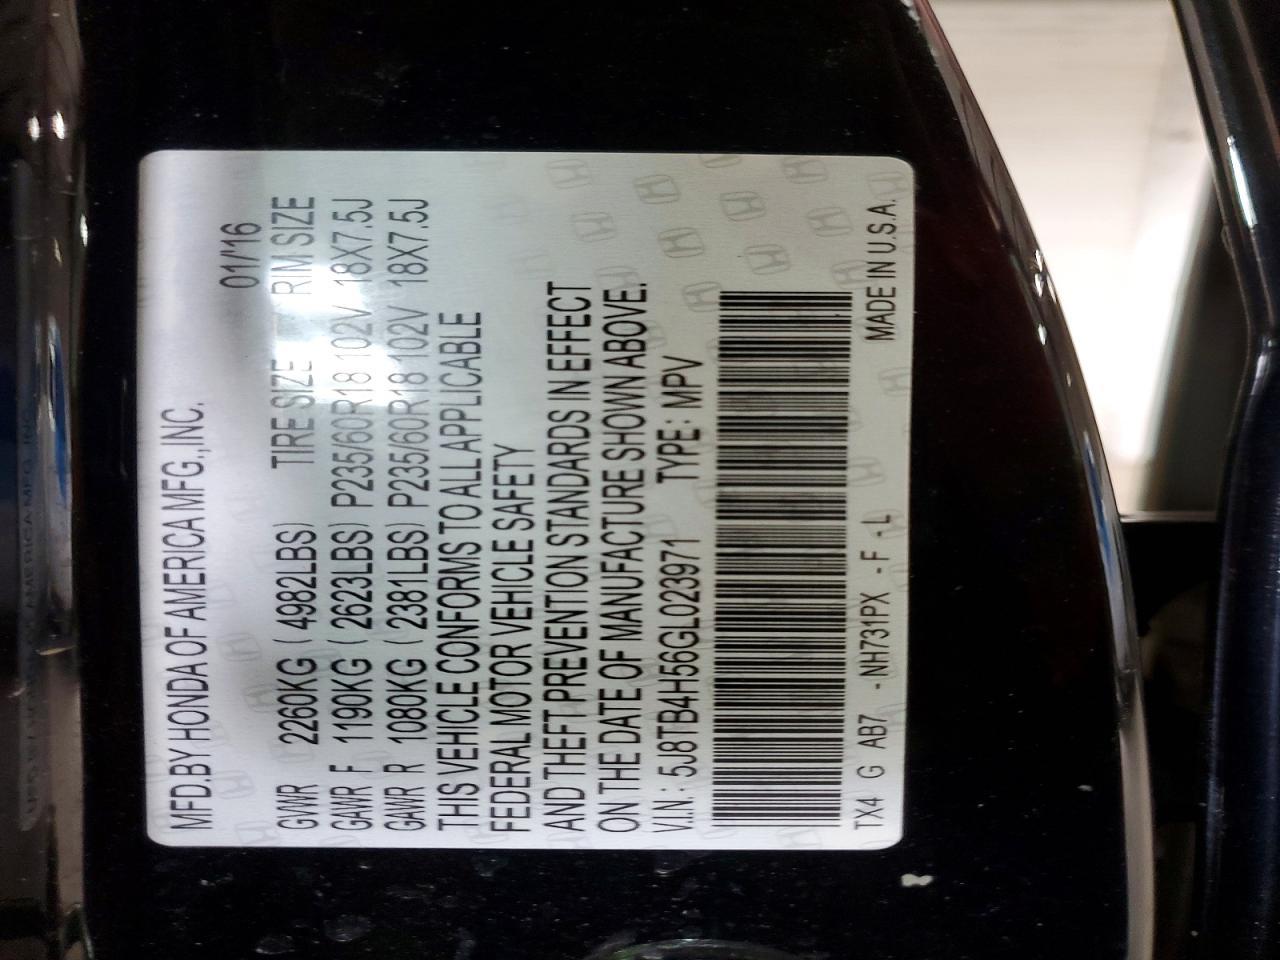 MFD.BY HONDA OF AMERICA MFG.,INC.
01/'16
GVWR 2260KG ( 4982LBS) TIRE SIZE RIM SIZE
GAWR F 1190KG ( 2623LBS) P235/60R18 102V 18X7.5J
GAWR R 1080KG ( 2381LBS) P235/60R18 102V 18X7.5J
THIS VEHICLE CONFORMS TO ALL APPLICABLE
FEDERAL MOTOR VEHICLE SAFETY
AND THEFT PREVENTION STANDARDS IN EFFECT
ON THE DATE OF MANUFACTURE SHOWN ABOVE.
V.I.N.: 5J8TB4H56GL023971 TYPE: MPV
TX4 G AB7 -NH731PX -F -L MADE IN U.S.A.